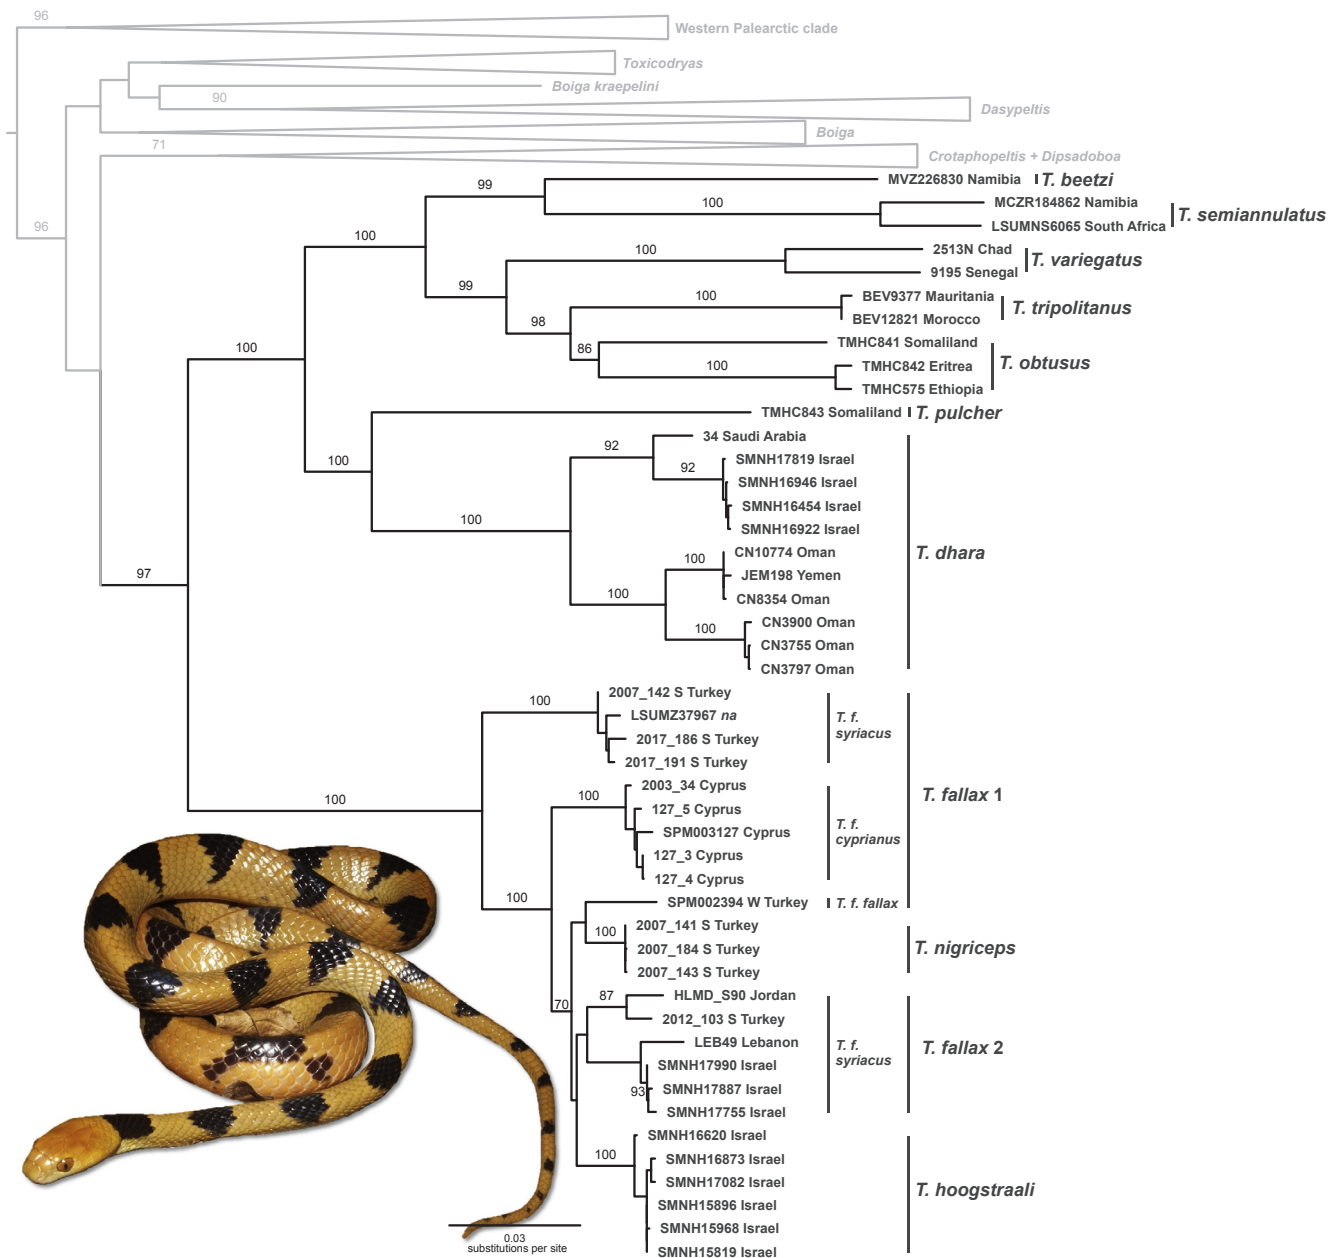 96
Western Palearctic clade
Toxicodryas
Boiga kraepelini
90
Dasypeltis
Boiga
71
Crotaphopeltis + Dipsadoboa
MVZ226830 Namibia
T. beetzi
99
MCZR184862 Namibia
100
T. semiannulatus
LSUMNS6065 South Africa
96
100
2513N Chad
100
T. variegatus
9195 Senegal
99
BEV9377 Mauritania
100
T. tripolitanus
BEV12821 Morocco
98
TMHC841 Somaliland
100
86
T. obtusus
TMHC842 Eritrea
100
TMHC575 Ethiopia
TMHC843 Somaliland
T. pulcher
34 Saudi Arabia
92
100
SMNH17819 Israel
92
SMNH16946 Israel
SMNH16454 Israel
100
SMNH16922 Israel
CN10774 Oman
T. dhara
100
97
JEM198 Yemen
100
CN8354 Oman
CN3900 Oman
100
CN3755 Oman
CN3797 Oman
2007_142 S Turkey
100
LSUMZ37967 na
T. f.
syriacus
2017_186 S Turkey
2017_191 S Turkey
2003_34 Cyprus
100
T. fallax 1
100
127_5 Cyprus
SPM003127 Cyprus
T. f.
cyprianus
127_3 Cyprus
127_4 Cyprus
100
SPM002394 W Turkey
T. f. fallax
2007_141 S Turkey
100
2007_184 S Turkey
T. nigriceps
2007_143 S Turkey
HLMD_S90 Jordan
87
70
2012_103 S Turkey
LEB49 Lebanon
T. f.
syriacus
T. fallax 2
SMNH17990 Israel
93
SMNH17887 Israel
SMNH17755 Israel
SMNH16620 Israel
100
SMNH16873 Israel
SMNH17082 Israel
T. hoogstraali
SMNH15896 Israel
SMNH15968 Israel
SMNH15819 Israel
0.03
substitutions per site